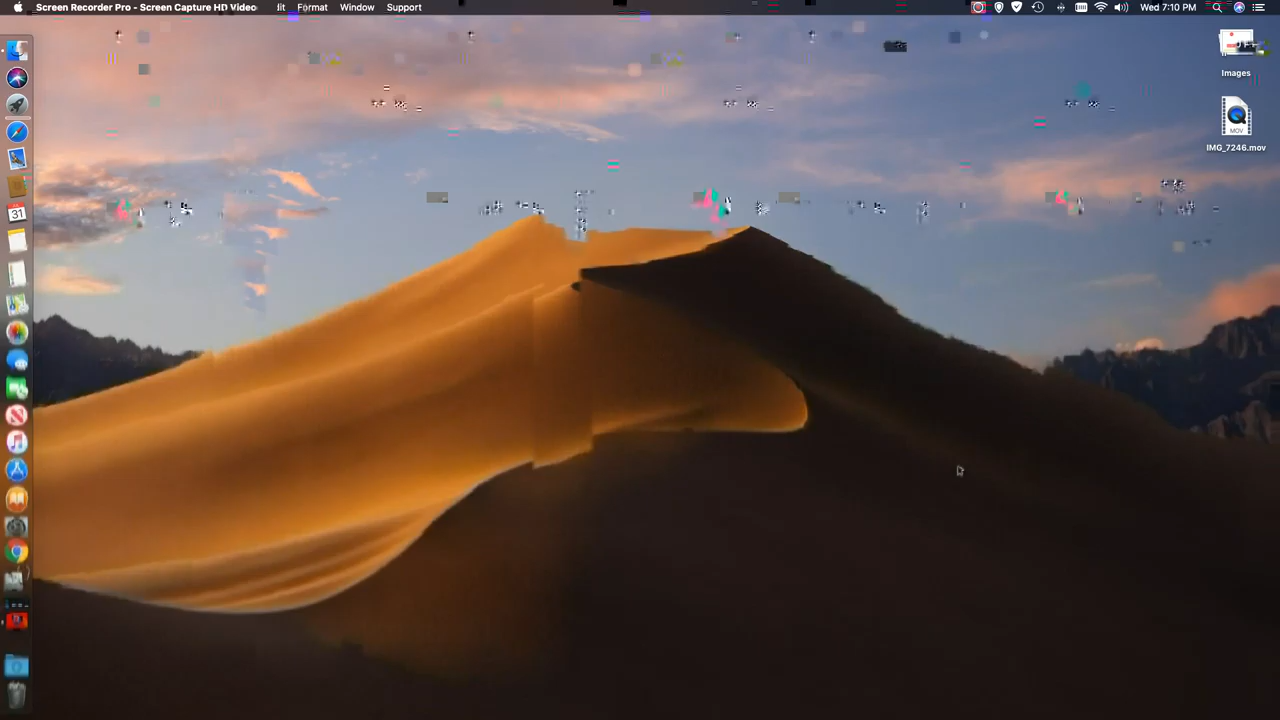 Screen Recorder Pro - Screen Capture HD Video lit Format Window Support Wed 7:10 PM
Images
MOV
IMG_7246.mov
31